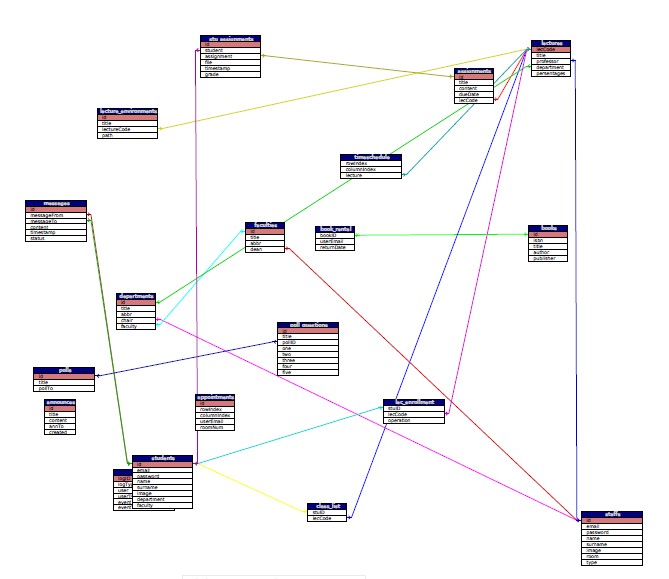 stu_assignments
id
student
assignment
file
timestamp
grade
lectures
lecCode
title
professor
department
persentages
assignments
id
title
content
dueDate
lecCode
lecture_environments
id
title
lectureCode
path
timeschedule
rowIndex
columnIndex
lecture
messages
id
messageFrom
messageTo
content
timestamp
status
faculties
id
title
abbr
dean
book_rental
bookID
userEmail
returnDate
books
id
isbn
title
author
publisher
departments
id
title
abbr
chair
faculty
poll_questions
id
title
pollID
one
two
three
four
five
polls
id
title
pollTo
announces
id
title
content
annTo
created
appointments
id
rowIndex
columnIndex
userEmail
roomNum
lec_enrollment
stuID
lecCode
operation
students
id
email
password
name
surname
image
department
faculty
class_list
stuID
lecCode
staffs
id
email
password
name
surname
image
room
type